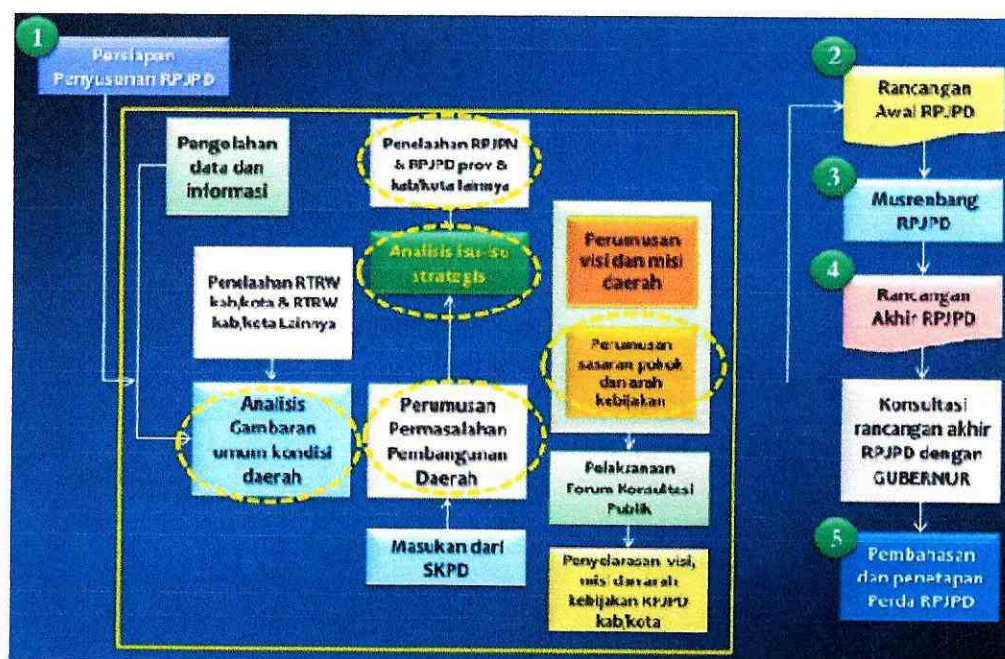 1
Persiapan
Penyusunan RPJPD
Pengolahan
data dan
informasi
Penelaahan RPJPN
& RPJPD prov &
kab/kota lainnya
Analisis isu-isu
strategis
Penelaahan RTRW
kab/kota & RTRW
kab/kota Lainnya
Analisis
Gambaran
umum kondisi
daerah
Perumusan
Permasalahan
Pembangunan
Daerah
Masukan dari
SKPD
Perumusan
visi dan misi
daerah
Perumusan
sasaran pokok
dan arah
kebijakan
Pelaksanaan
Forum Konsultasi
Publik
Penyelarasan visi,
misi dan arah
kebijakan RPJPD
kab/kota
2
Rancangan
Awal RPJPD
3
Musrenbang
RPJPD
4
Rancangan
Akhir RPJPD
Konsultasi
rancangan akhir
RPJPD dengan
GUBERNUR
5
Pembahasan
dan penetapan
Perda RPJPD